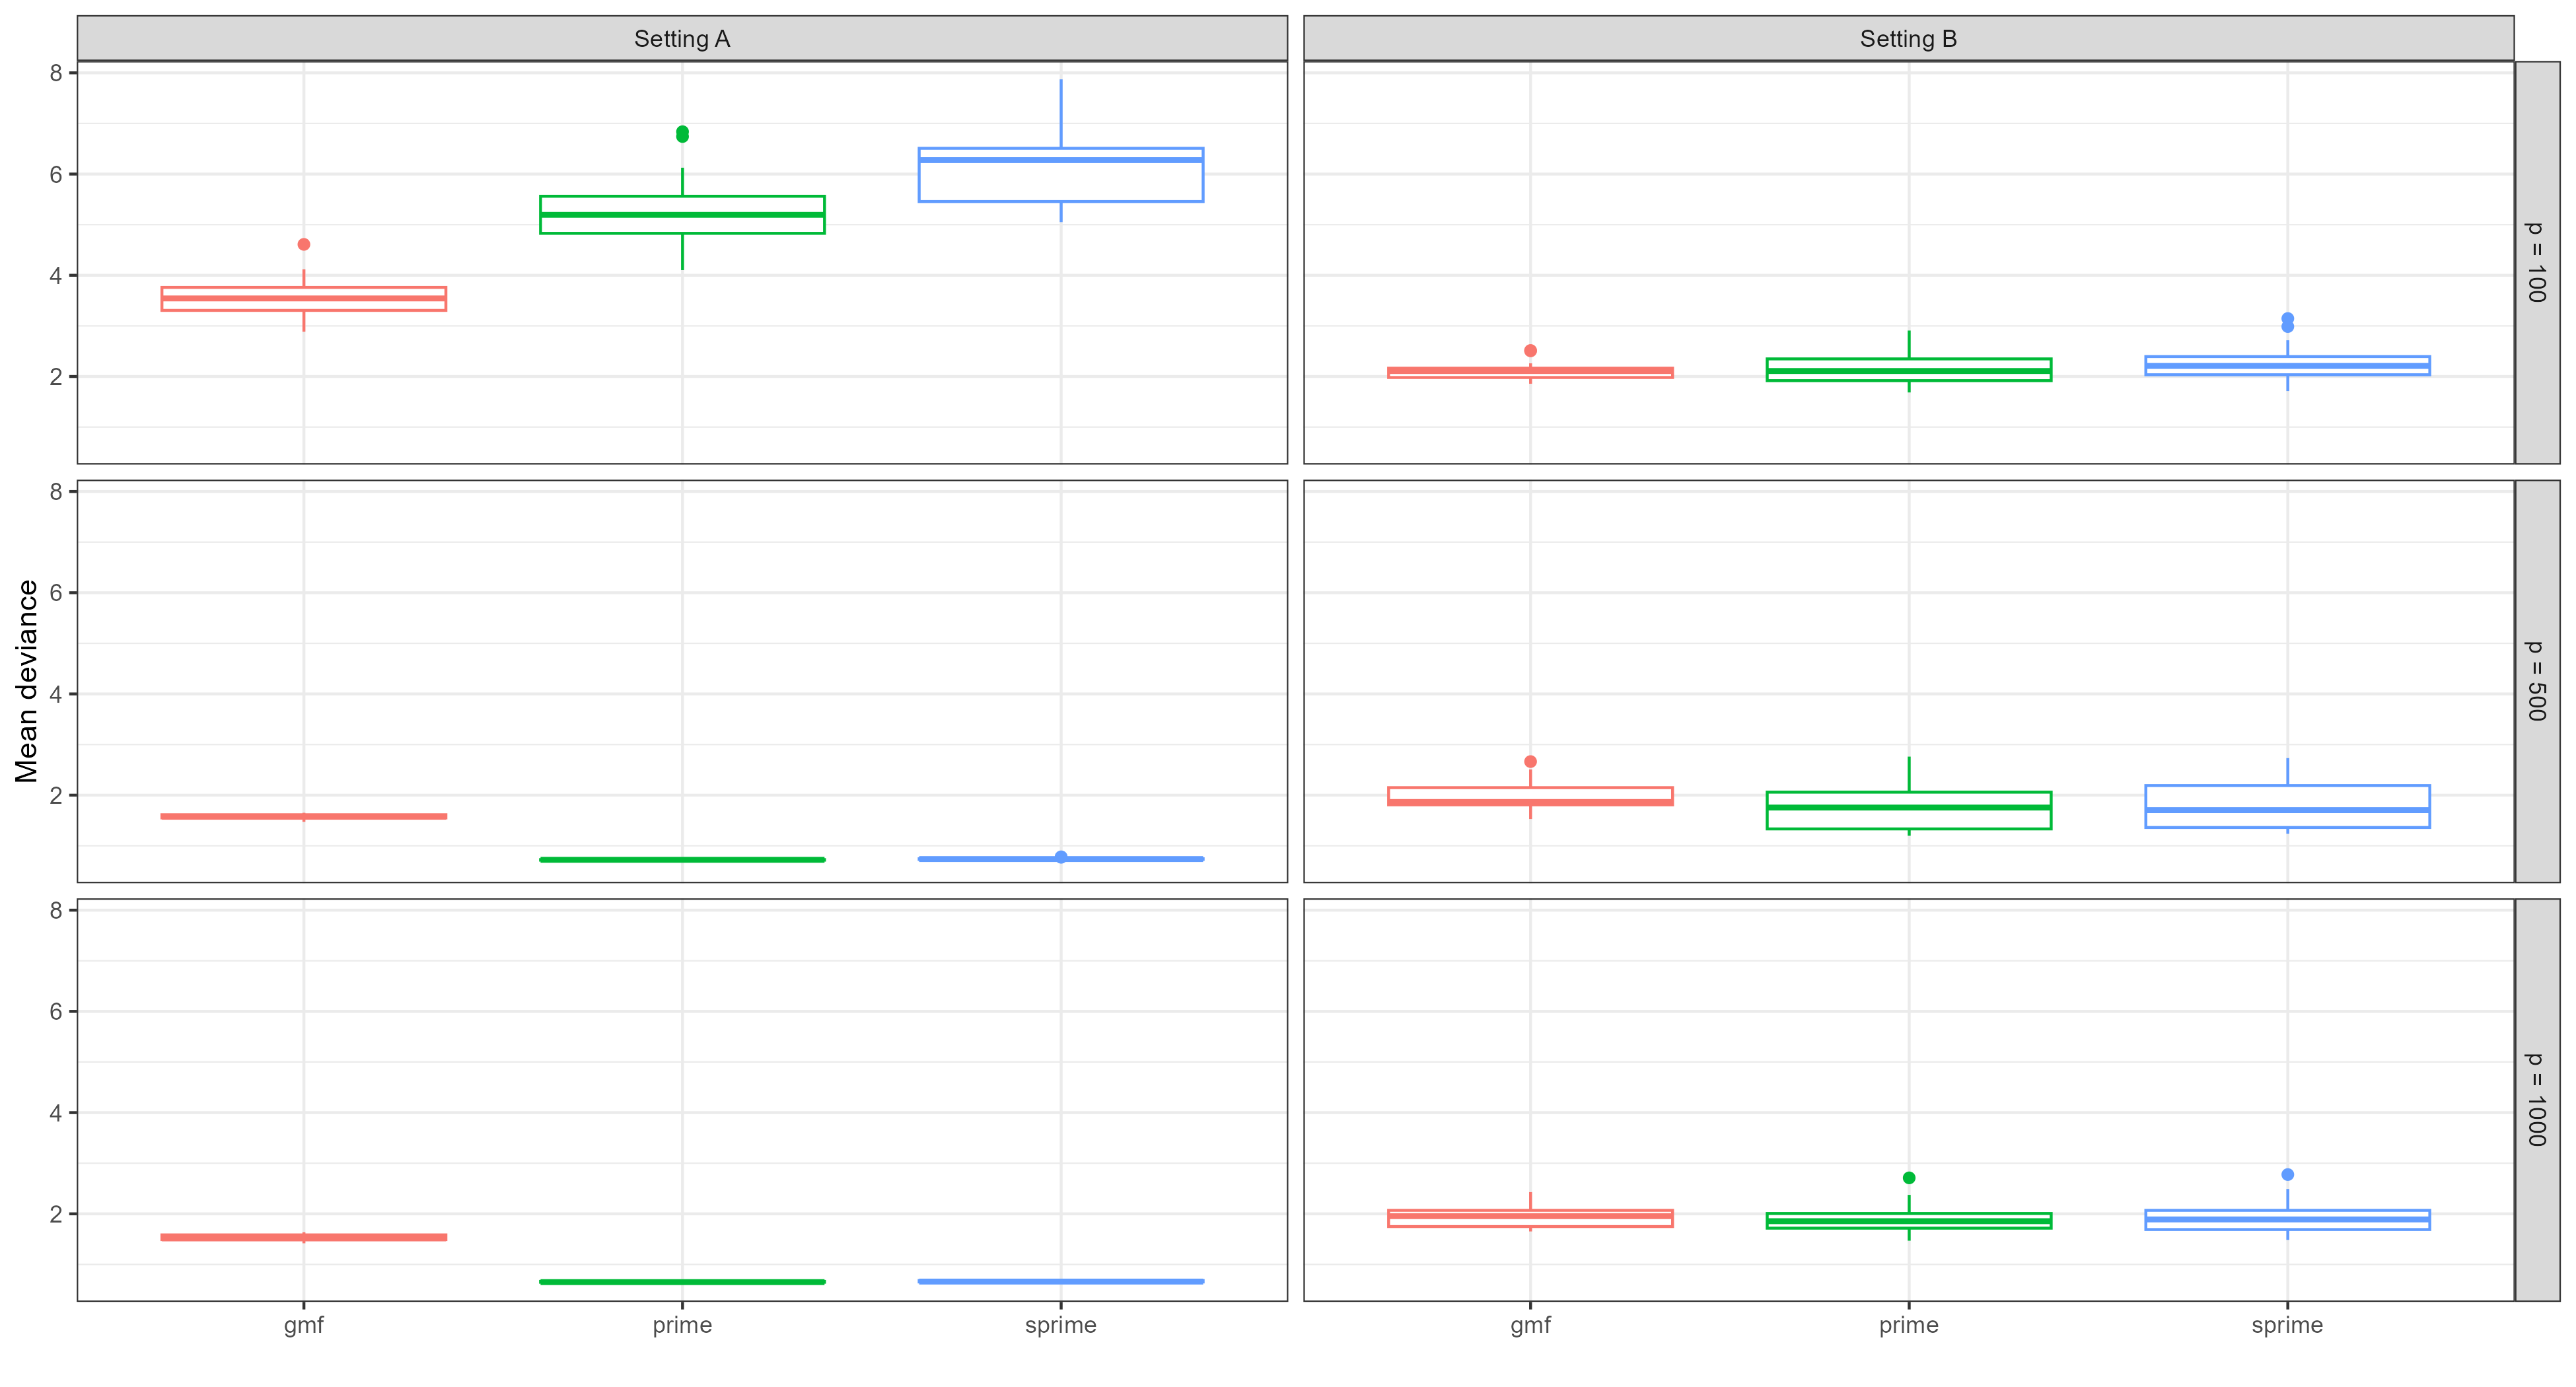 Setting A
Setting B
8
6
4
2
p = 100
Mean deviance
8
6
4
2
p = 500
8
6
4
2
p = 1000
gmf
prime
sprime
gmf
prime
sprime